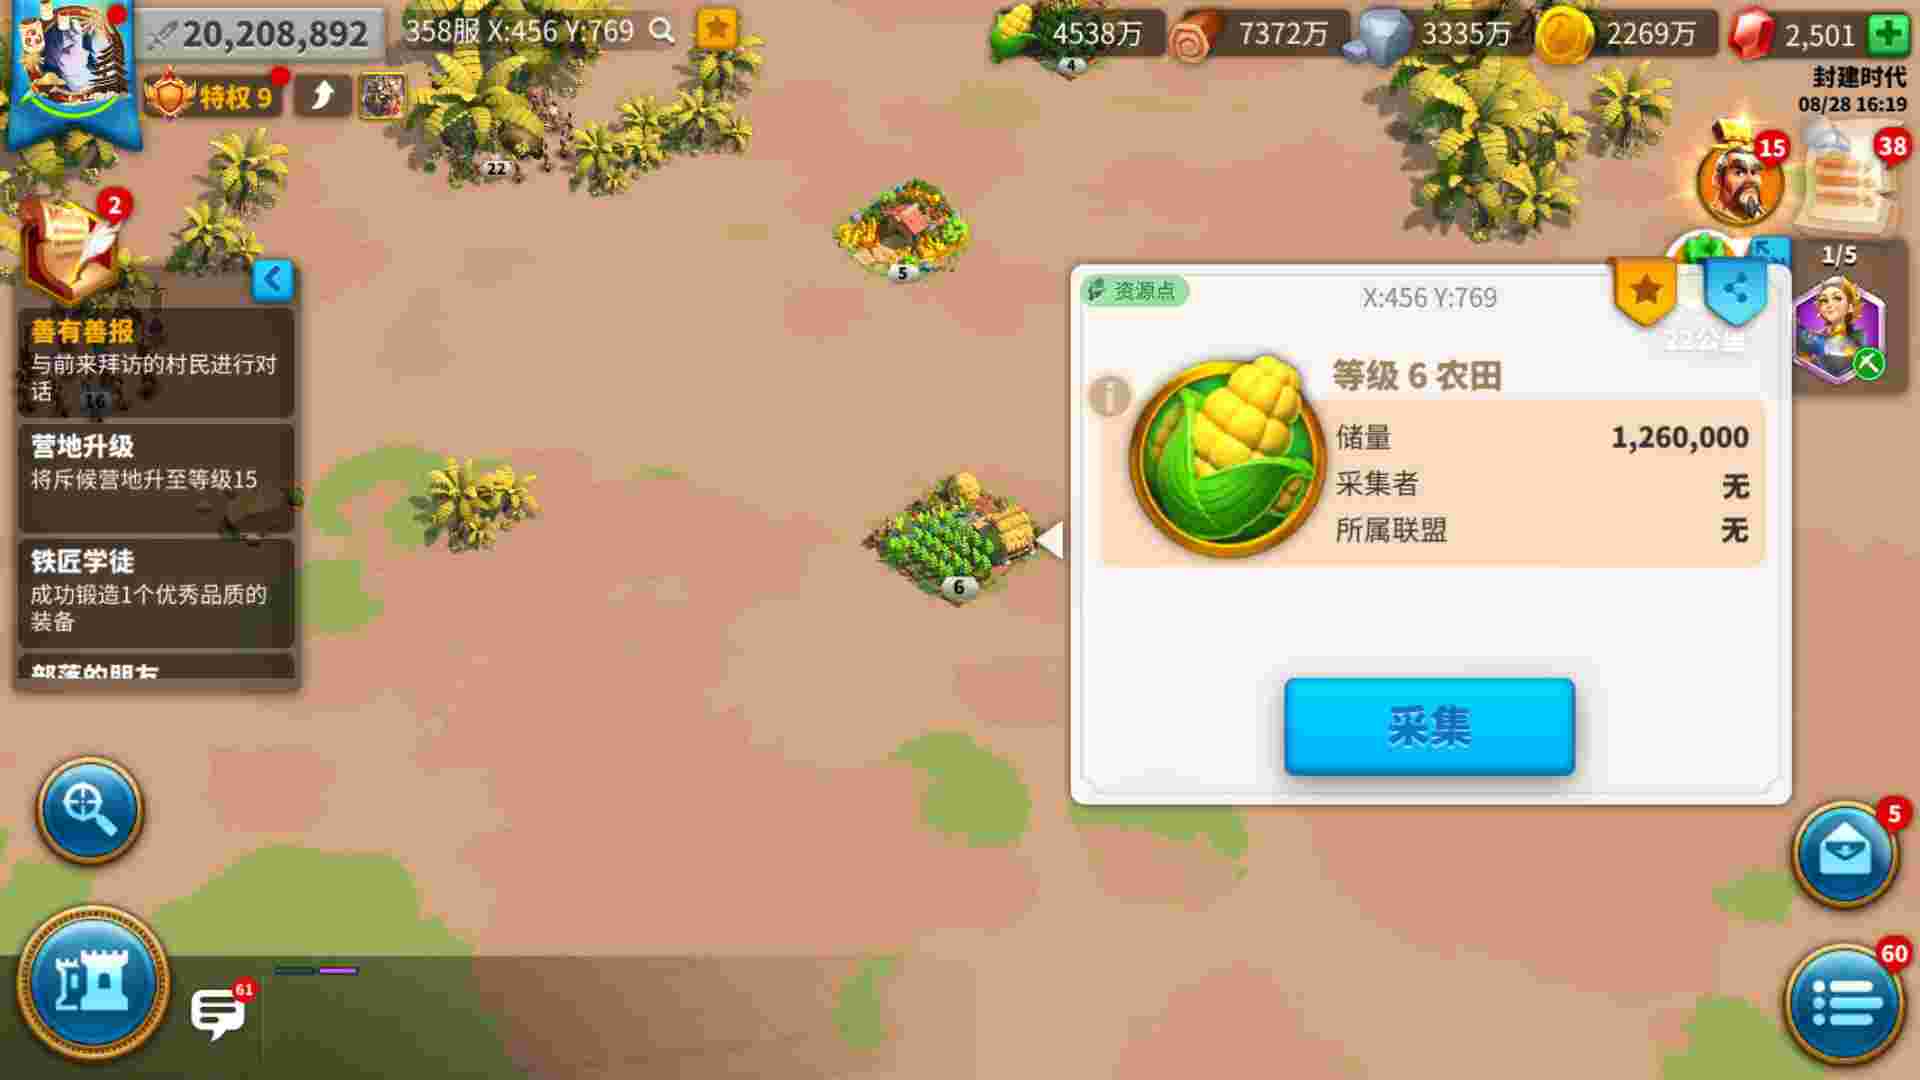 20,208,892
358服 X:456 Y:769
4538万
7372万
3335万
2269万
2,501
4
特权 9
封建时代
08/28 16:19
22
15
38
2
5
1/5
善有善报
与前来拜访的村民进行对
话
16
营地升级
将斥候营地升至等级15
铁匠学徒
成功锻造1个优秀品质的
装备
部落的朋友
6
资源点
X:456 Y:769
22公里
等级 6 农田
储量 1,260,000
采集者 无
所属联盟 无
采集
5
60
61